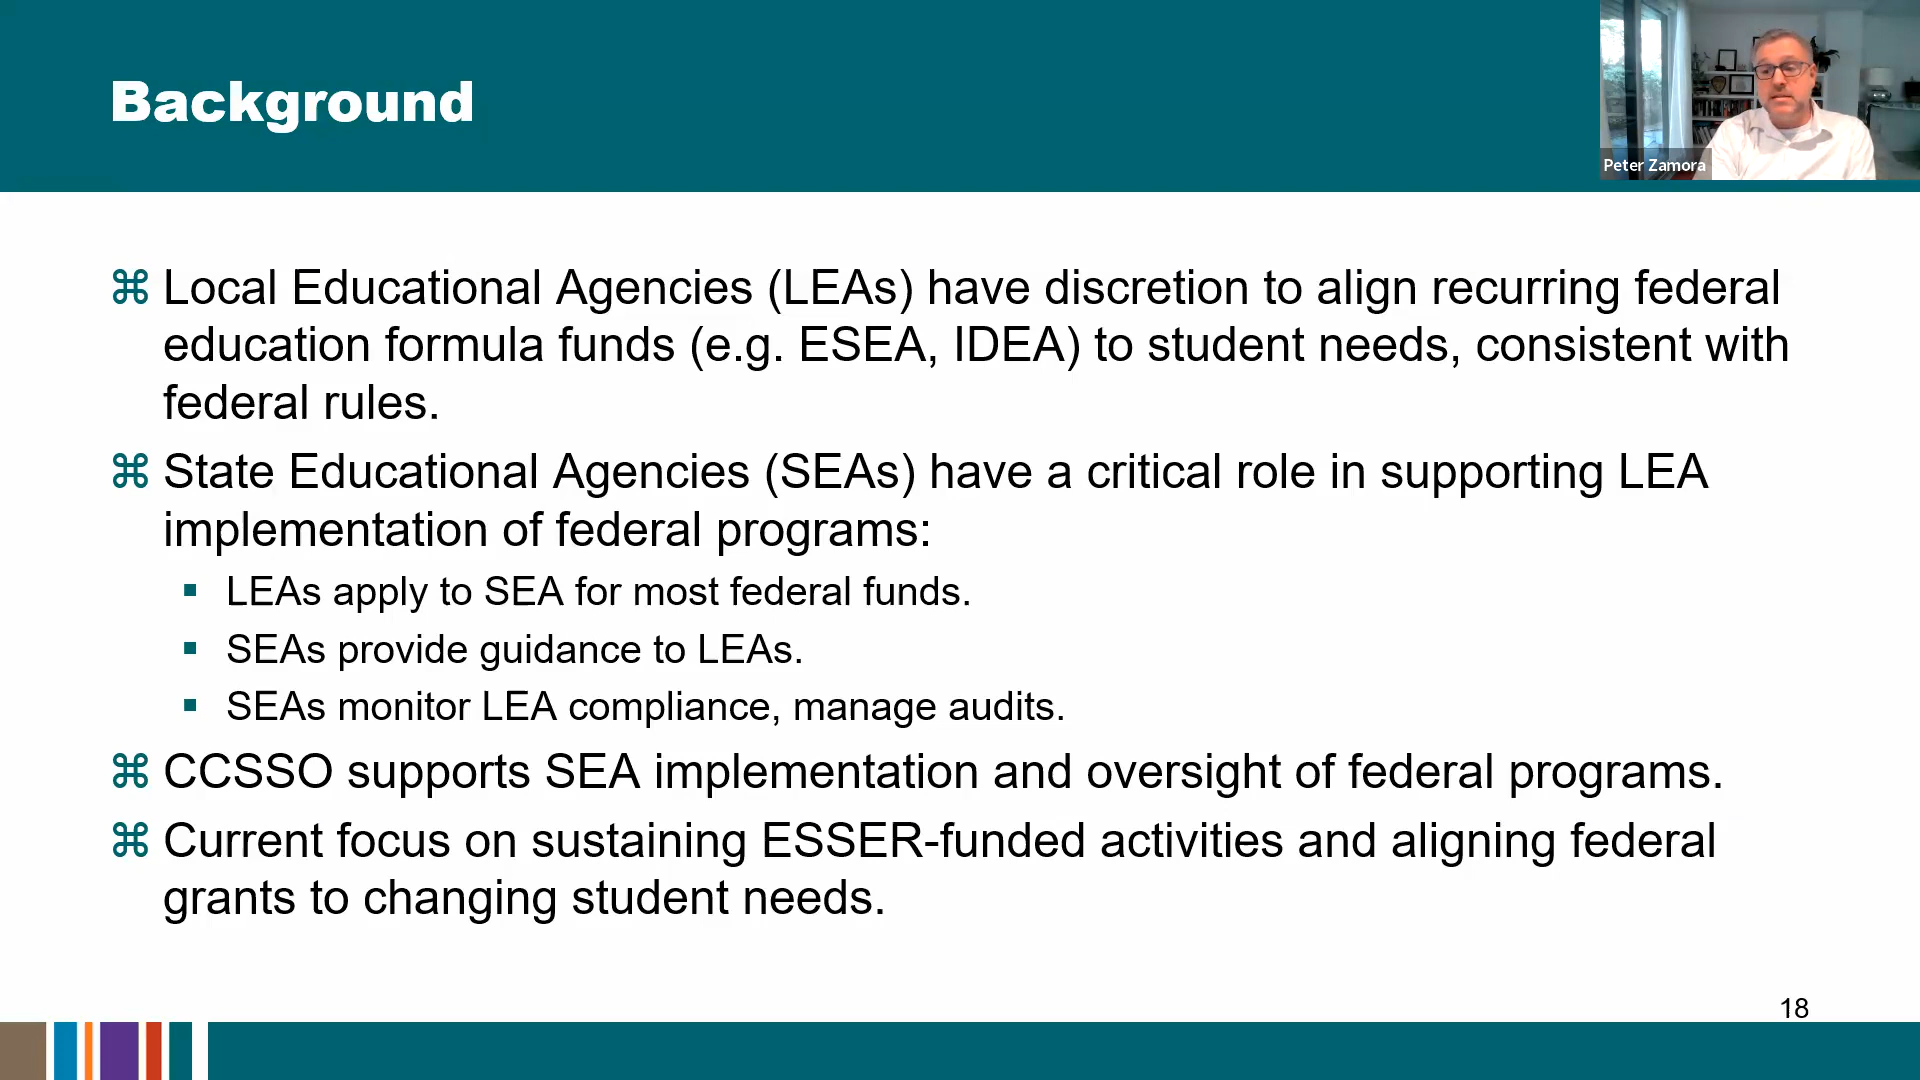 Background
Peter Zamora
⌘ Local Educational Agencies (LEAs) have discretion to align recurring federal
education formula funds (e.g. ESEA, IDEA) to student needs, consistent with
federal rules.
⌘ State Educational Agencies (SEAs) have a critical role in supporting LEA
implementation of federal programs:
▪ LEAs apply to SEA for most federal funds.
▪ SEAs provide guidance to LEAs.
▪ SEAs monitor LEA compliance, manage audits.
⌘ CCSSO supports SEA implementation and oversight of federal programs.
⌘ Current focus on sustaining ESSER-funded activities and aligning federal
grants to changing student needs.
18